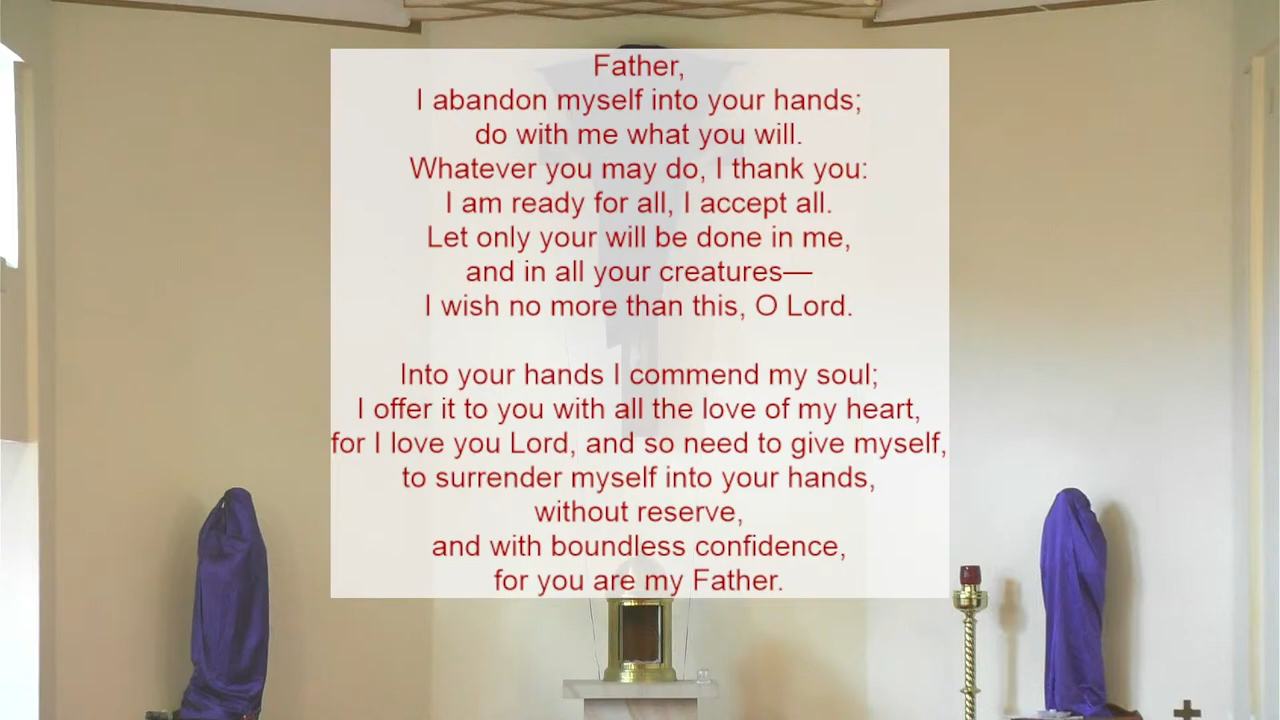 Father,
I abandon myself into your hands;
do with me what you will.
Whatever you may do, I thank you:
I am ready for all, I accept all.
Let only your will be done in me,
and in all your creatures—
I wish no more than this, O Lord.
Into your hands I commend my soul;
I offer it to you with all the love of my heart,
for I love you Lord, and so need to give myself,
to surrender myself into your hands,
without reserve,
and with boundless confidence,
for you are my Father.